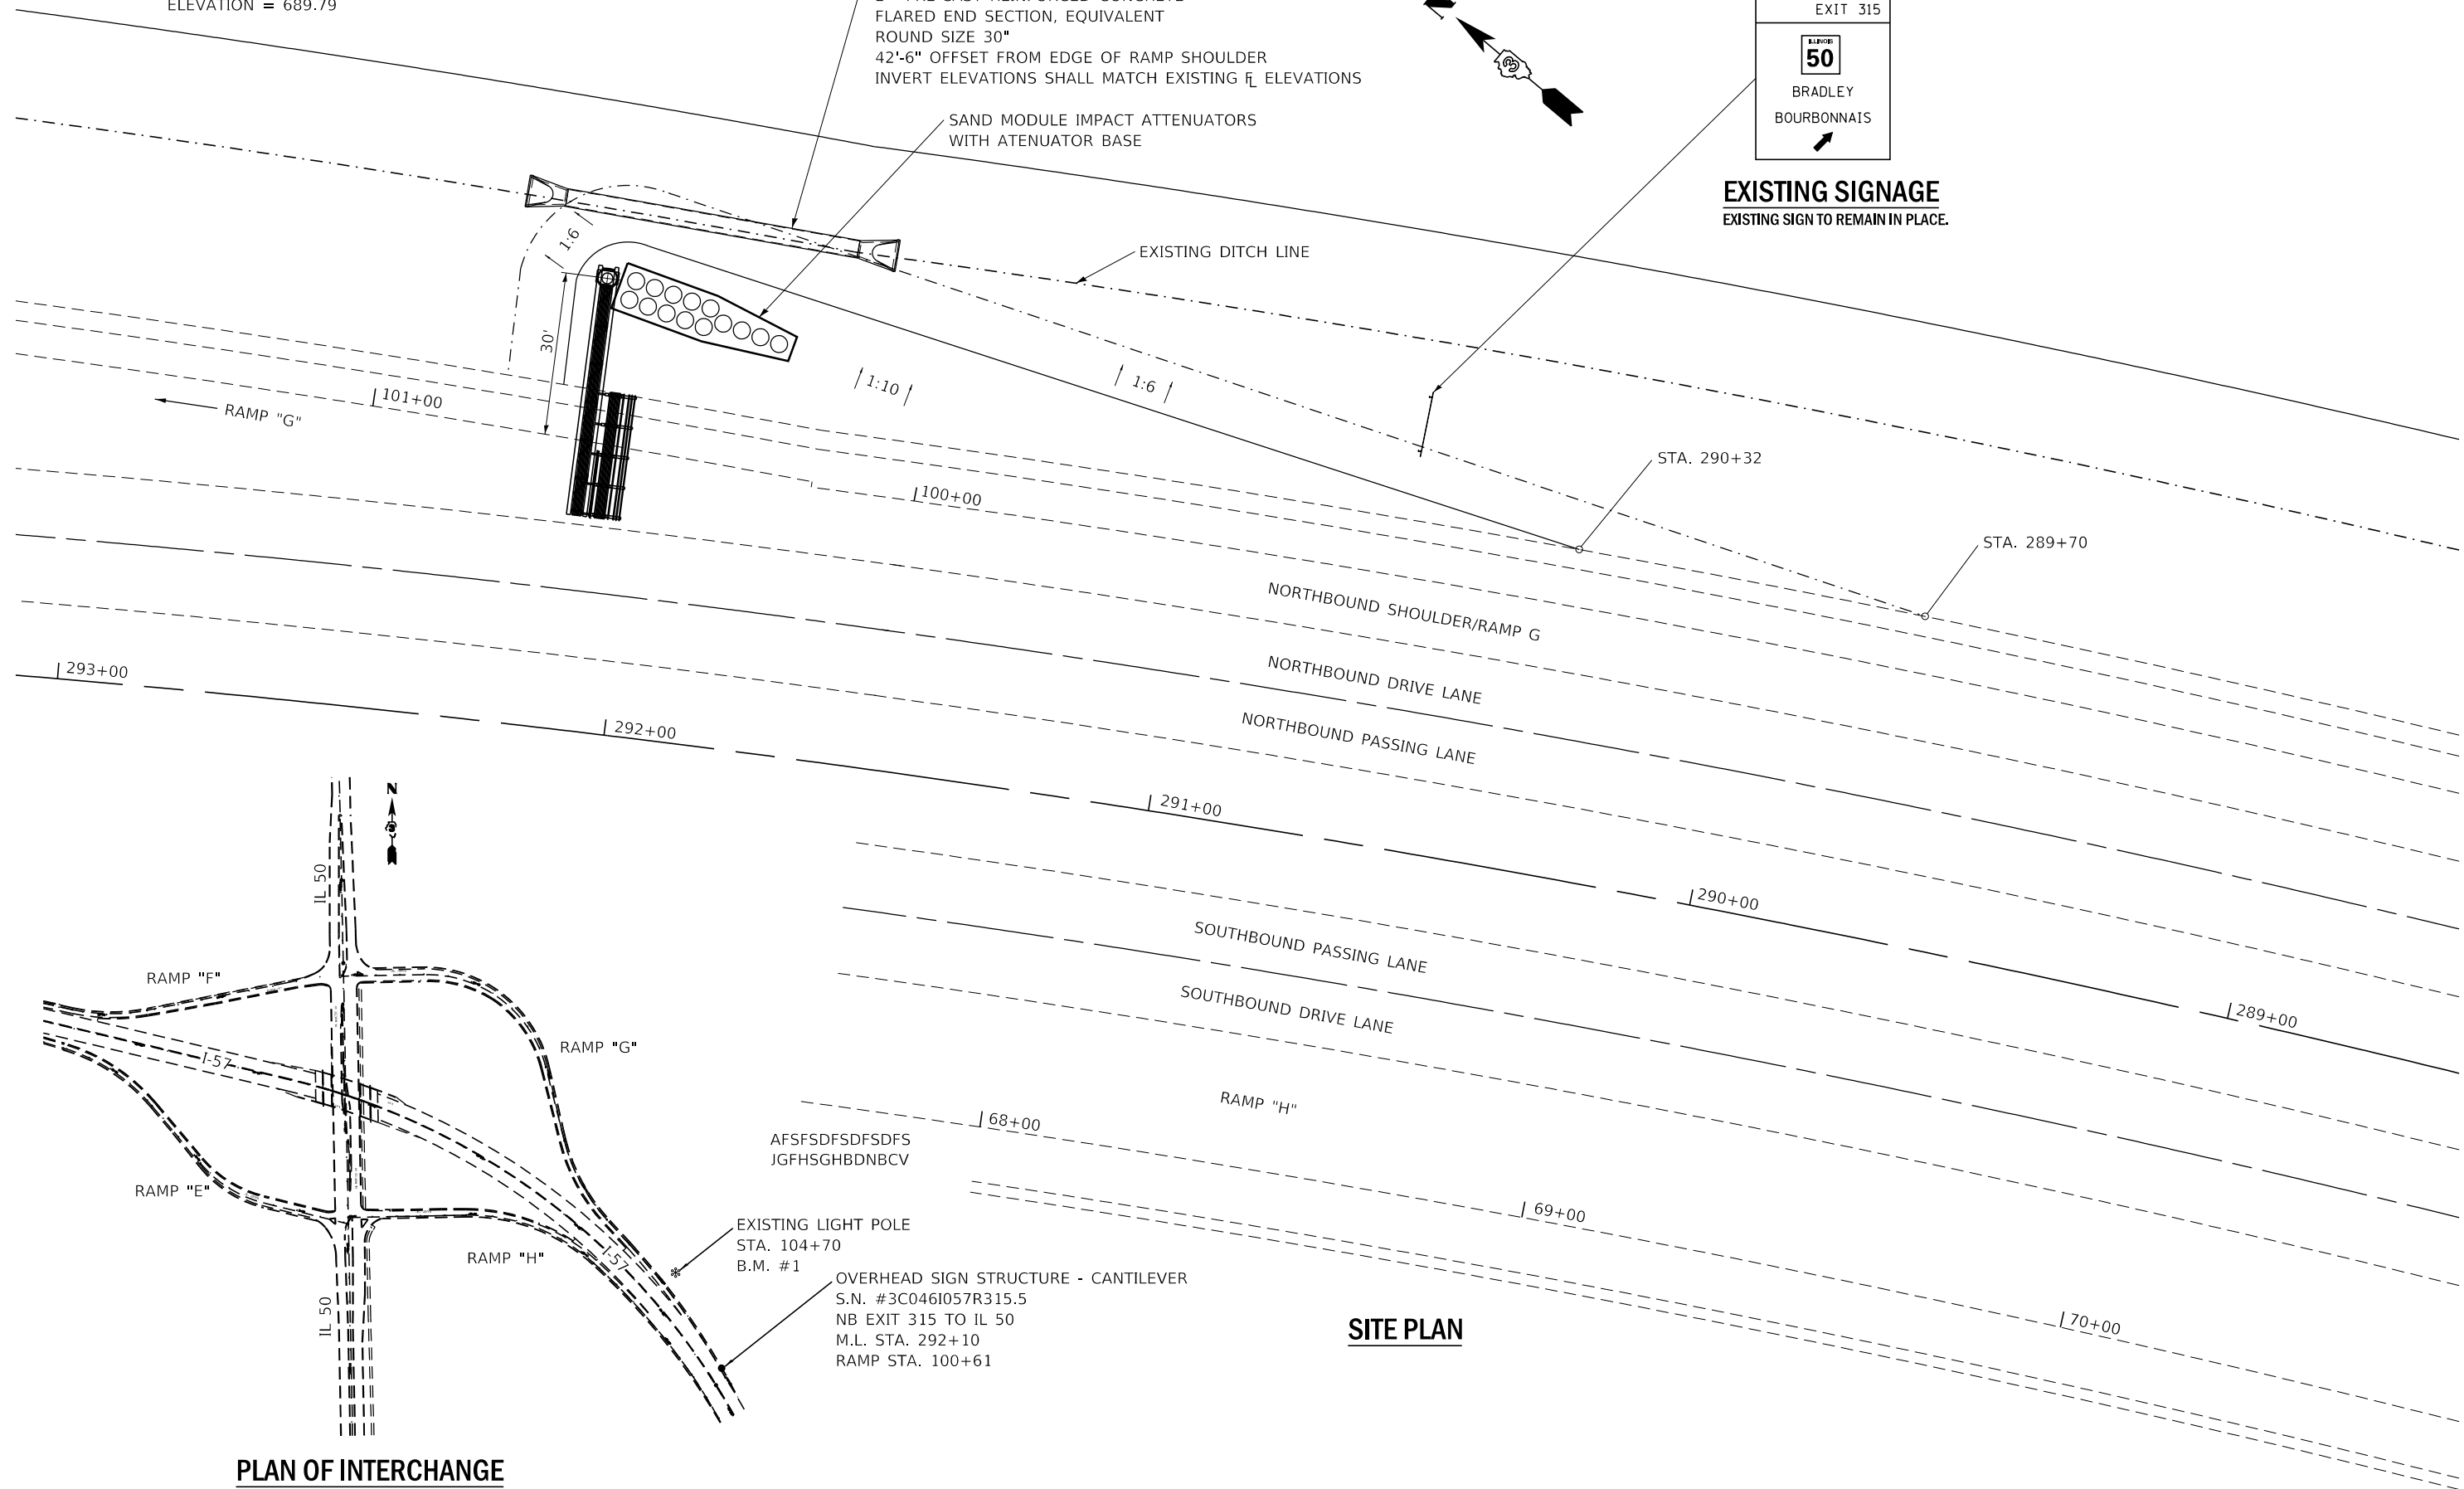 ELEVATION = 689.79
FLARED END SECTION, EQUIVALENT
ROUND SIZE 30"
42'-6" OFFSET FROM EDGE OF RAMP SHOULDER
INVERT ELEVATIONS SHALL MATCH EXISTING FL ELEVATIONS
SAND MODULE IMPACT ATTENUATORS
WITH ATENUATOR BASE
3
EXIT 315
ILLINOIS
50
BRADLEY
BOURBONNAIS
EXISTING SIGNAGE
EXISTING SIGN TO REMAIN IN PLACE.
EXISTING DITCH LINE
1:6
30'
1:10
1:6
101+00
RAMP "G"
100+00
STA. 290+32
STA. 289+70
NORTHBOUND SHOULDER/RAMP G
NORTHBOUND DRIVE LANE
NORTHBOUND PASSING LANE
293+00
292+00
291+00
290+00
289+00
SOUTHBOUND PASSING LANE
SOUTHBOUND DRIVE LANE
RAMP "H"
68+00
69+00
70+00
N
3
IL 50
RAMP "F"
RAMP "G"
I-57
RAMP "E"
RAMP "H"
I-57
IL 50
AFSFSDFSDFSDFS
JGFHSGHBDNBCV
EXISTING LIGHT POLE
STA. 104+70
B.M. #1
OVERHEAD SIGN STRUCTURE - CANTILEVER
S.N. #3C046I057R315.5
NB EXIT 315 TO IL 50
M.L. STA. 292+10
RAMP STA. 100+61
SITE PLAN
PLAN OF INTERCHANGE